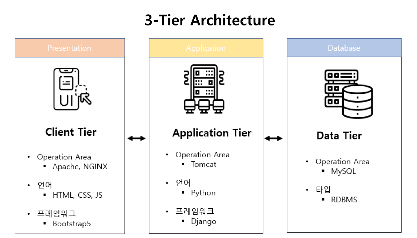 3-Tier Architecture
Presentation
UI
Client Tier
• Operation Area
▪ Apache, NGINX
• 언어
▪ HTML, CSS, JS
• 프레임워크
▪ Bootstrap5
Application
Application Tier
• Operation Area
▪ Tomcat
• 언어
▪ Python
• 프레임워크
▪ Django
Database
Data Tier
• Operation Area
▪ MySQL
• 타입
▪ RDBMS